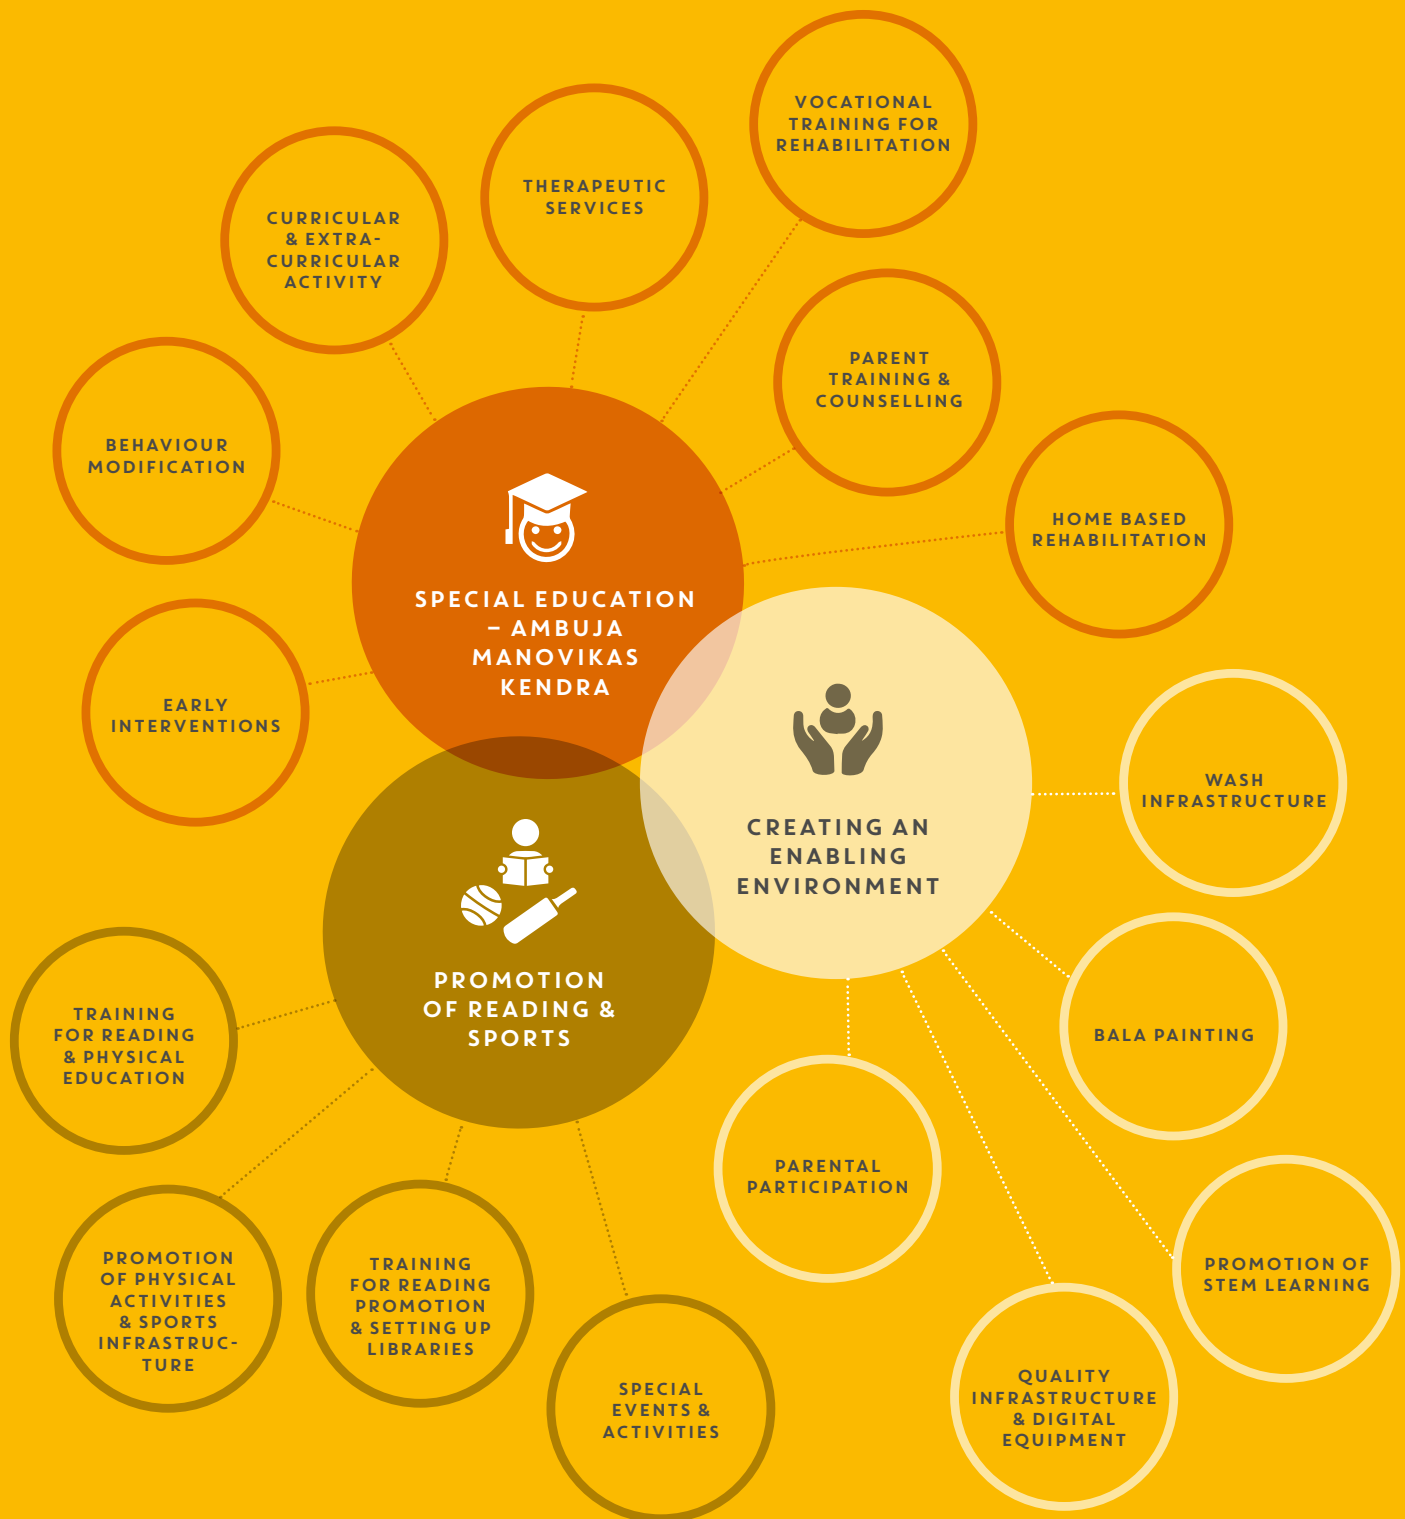 VOCATIONAL
TRAINING FOR
REHABILITATION
THERAPEUTIC
SERVICES
CURRICULAR
& EXTRA-
CURRICULAR
ACTIVITY
PARENT
TRAINING &
COUNSELLING
BEHAVIOUR
MODIFICATION
HOME BASED
REHABILITATION
SPECIAL EDUCATION
– AMBUJA
MANOVIKAS
KENDRA
EARLY
INTERVENTIONS
WASH
INFRASTRUCTURE
CREATING AN
ENABLING
ENVIRONMENT
PROMOTION
OF READING &
SPORTS
TRAINING
FOR READING
& PHYSICAL
EDUCATION
BALA PAINTING
PARENTAL
PARTICIPATION
PROMOTION OF
STEM LEARNING
PROMOTION
OF PHYSICAL
ACTIVITIES
& SPORTS
INFRASTRUC-
TURE
TRAINING
FOR READING
PROMOTION
& SETTING UP
LIBRARIES
SPECIAL
EVENTS &
ACTIVITIES
QUALITY
INFRASTRUCTURE
& DIGITAL
EQUIPMENT